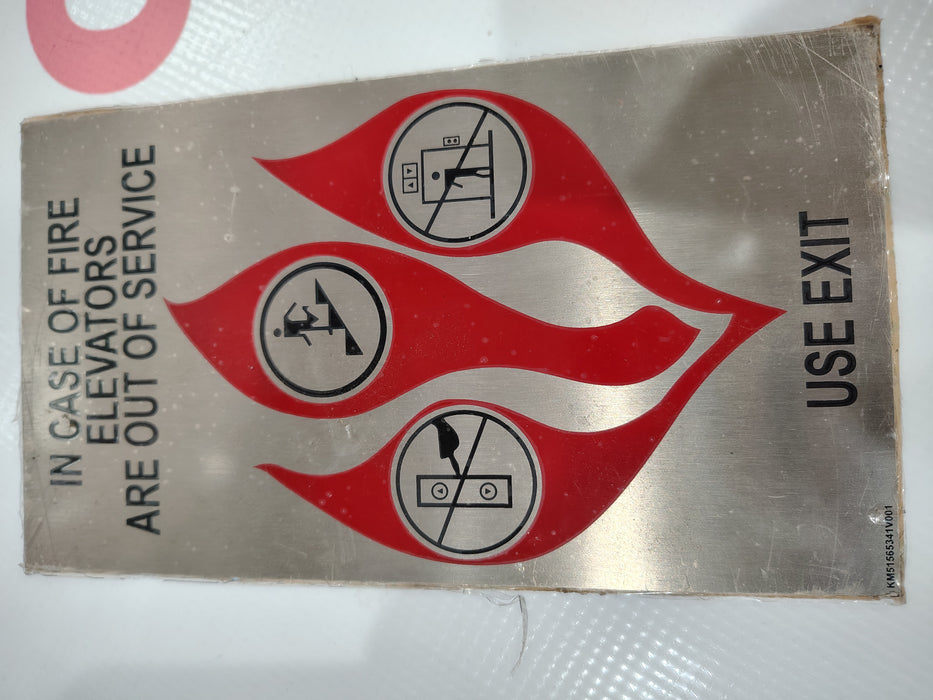 IN CASE OF FIRE
ELEVATORS
ARE OUT OF SERVICE
USE EXIT
KM51565341V001